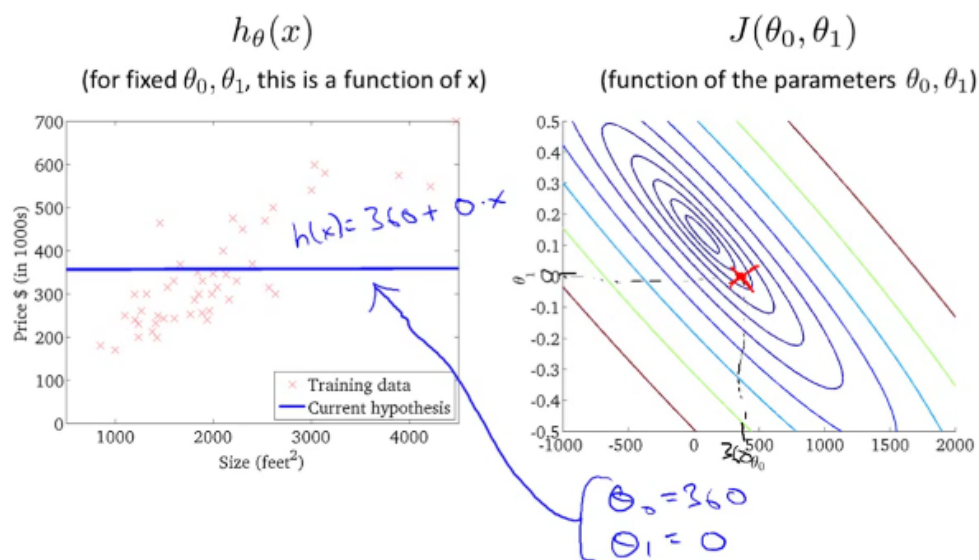 h_θ(x)
(for fixed θ₀, θ₁, this is a function of x)
700
600
500
400
300
200
100
0
Price $ (in 1000s)
h(x) = 360 + 0·x
Training data
Current hypothesis
1000
2000
3000
4000
Size (feet²)
J(θ₀, θ₁)
(function of the parameters θ₀, θ₁)
0.5
0.4
0.3
0.2
0.1
0
-0.1
-0.2
-0.3
-0.4
-0.5
θ₁
-1000
-500
0
500
1000
1500
2000
360
θ₀
θ₀ = 360
θ₁ = 0